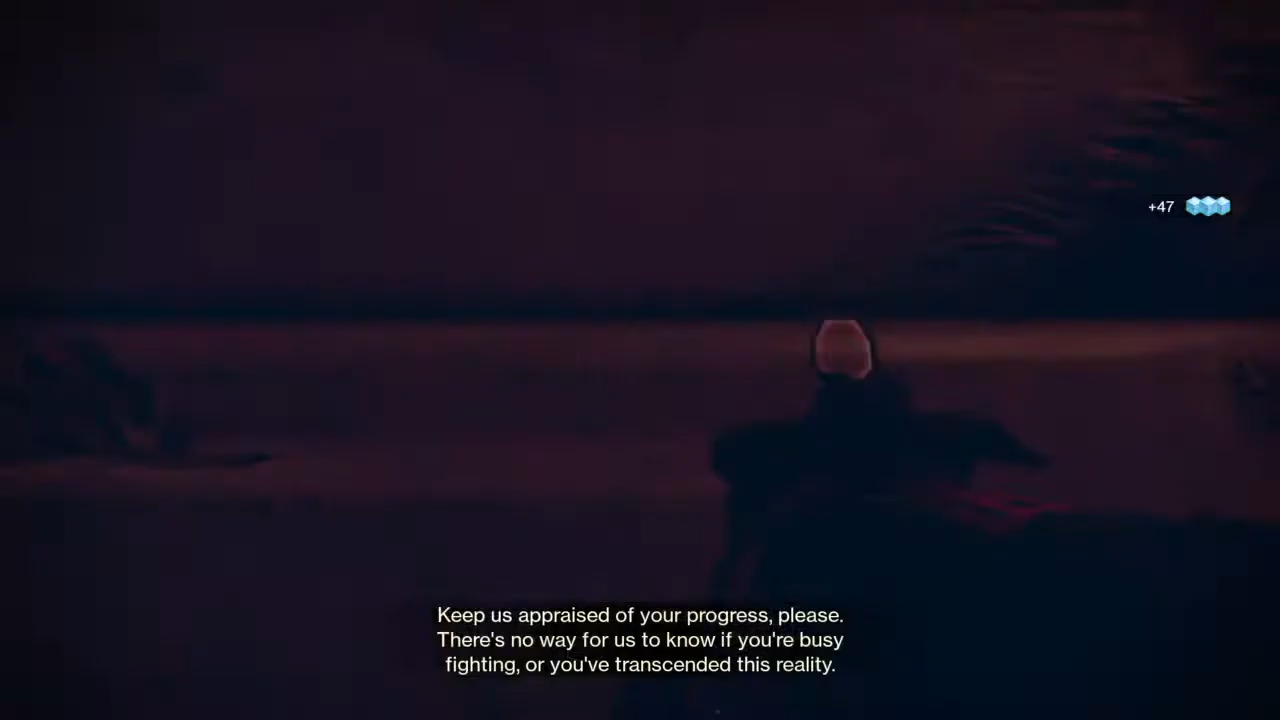 +47
Keep us appraised of your progress, please.
There's no way for us to know if you're busy
fighting, or you've transcended this reality.